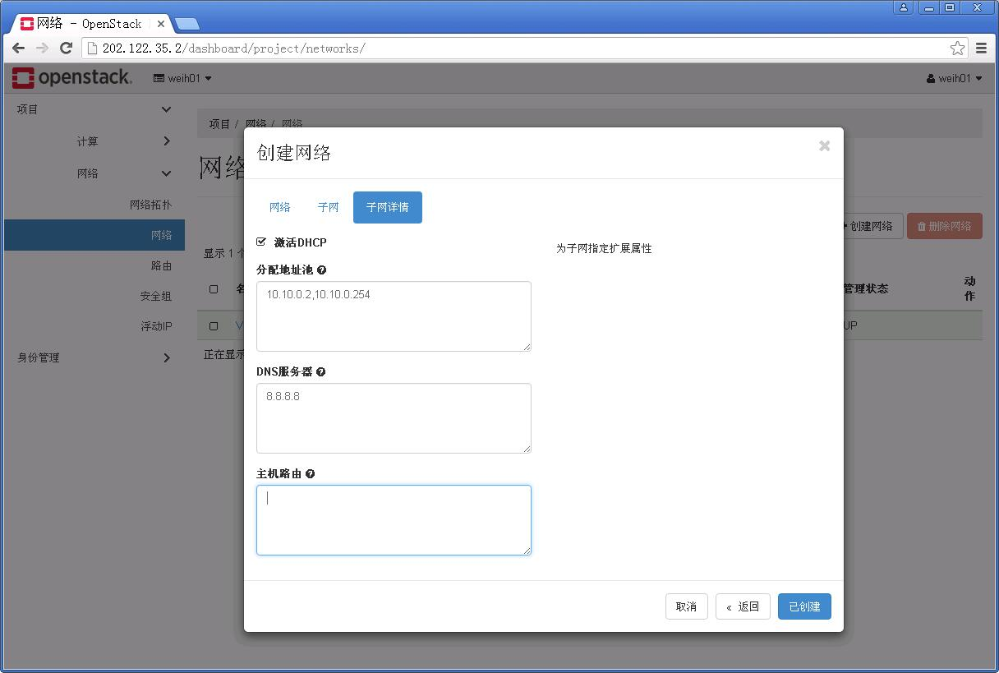 网络 - OpenStack
202.122.35.2/dashboard/project/networks/
openstack.
weih01
weih01
项目
计算
网络
网络拓扑
网络
路由
安全组
浮动IP
身份管理
项目 / 网络 / 网络
网络
创建网络
删除网络
显示 1 个
管理状态
动作
UP
正在显示
创建网络
网络
子网
子网详情
激活DHCP
为子网指定扩展属性
分配地址池
10.10.0.2,10.10.0.254
DNS服务器
8.8.8.8
主机路由
取消
« 返回
已创建